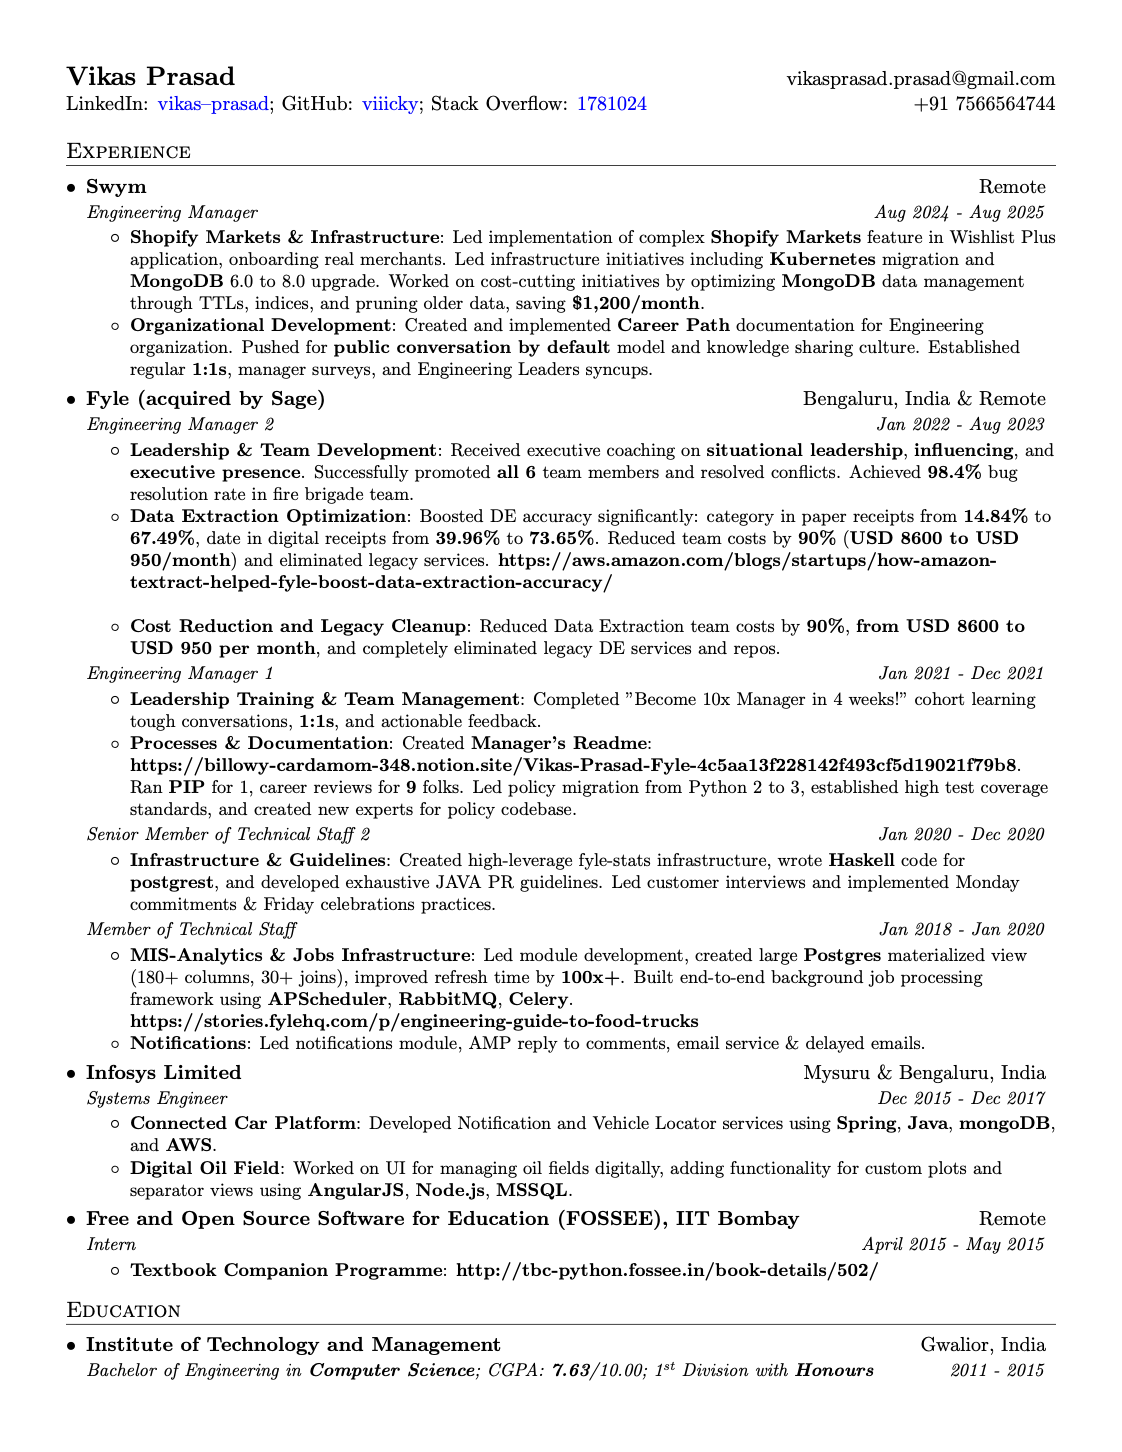 Vikas Prasad vikasprasad.prasad@gmail.com
LinkedIn: vikas–prasad; GitHub: viiicky; Stack Overflow: 1781024 +91 7566564744
Experience
• Swym Remote
Engineering Manager Aug 2024 - Aug 2025
◦ Shopify Markets & Infrastructure: Led implementation of complex Shopify Markets feature in Wishlist Plus
application, onboarding real merchants. Led infrastructure initiatives including Kubernetes migration and
MongoDB 6.0 to 8.0 upgrade. Worked on cost-cutting initiatives by optimizing MongoDB data management
through TTLs, indices, and pruning older data, saving $1,200/month.
◦ Organizational Development: Created and implemented Career Path documentation for Engineering
organization. Pushed for public conversation by default model and knowledge sharing culture. Established
regular 1:1s, manager surveys, and Engineering Leaders syncups.
• Fyle (acquired by Sage) Bengaluru, India & Remote
Engineering Manager 2 Jan 2022 - Aug 2023
◦ Leadership & Team Development: Received executive coaching on situational leadership, influencing, and
executive presence. Successfully promoted all 6 team members and resolved conflicts. Achieved 98.4% bug
resolution rate in fire brigade team.
◦ Data Extraction Optimization: Boosted DE accuracy significantly: category in paper receipts from 14.84% to
67.49%, date in digital receipts from 39.96% to 73.65%. Reduced team costs by 90% (USD 8600 to USD
950/month) and eliminated legacy services. https://aws.amazon.com/blogs/startups/how-amazon-
textract-helped-fyle-boost-data-extraction-accuracy/
◦ Cost Reduction and Legacy Cleanup: Reduced Data Extraction team costs by 90%, from USD 8600 to
USD 950 per month, and completely eliminated legacy DE services and repos.
Engineering Manager 1 Jan 2021 - Dec 2021
◦ Leadership Training & Team Management: Completed ”Become 10x Manager in 4 weeks!” cohort learning
tough conversations, 1:1s, and actionable feedback.
◦ Processes & Documentation: Created Manager's Readme:
https://billowy-cardamom-348.notion.site/Vikas-Prasad-Fyle-4c5aa13f228142f493cf5d19021f79b8.
Ran PIP for 1, career reviews for 9 folks. Led policy migration from Python 2 to 3, established high test coverage
standards, and created new experts for policy codebase.
Senior Member of Technical Staff 2 Jan 2020 - Dec 2020
◦ Infrastructure & Guidelines: Created high-leverage fyle-stats infrastructure, wrote Haskell code for
postgrest, and developed exhaustive JAVA PR guidelines. Led customer interviews and implemented Monday
commitments & Friday celebrations practices.
Member of Technical Staff Jan 2018 - Jan 2020
◦ MIS-Analytics & Jobs Infrastructure: Led module development, created large Postgres materialized view
(180+ columns, 30+ joins), improved refresh time by 100x+. Built end-to-end background job processing
framework using APScheduler, RabbitMQ, Celery.
https://stories.fylehq.com/p/engineering-guide-to-food-trucks
◦ Notifications: Led notifications module, AMP reply to comments, email service & delayed emails.
• Infosys Limited Mysuru & Bengaluru, India
Systems Engineer Dec 2015 - Dec 2017
◦ Connected Car Platform: Developed Notification and Vehicle Locator services using Spring, Java, mongoDB,
and AWS.
◦ Digital Oil Field: Worked on UI for managing oil fields digitally, adding functionality for custom plots and
separator views using AngularJS, Node.js, MSSQL.
• Free and Open Source Software for Education (FOSSEE), IIT Bombay Remote
Intern April 2015 - May 2015
◦ Textbook Companion Programme: http://tbc-python.fossee.in/book-details/502/
Education
• Institute of Technology and Management Gwalior, India
Bachelor of Engineering in Computer Science; CGPA: 7.63/10.00; 1st Division with Honours 2011 - 2015